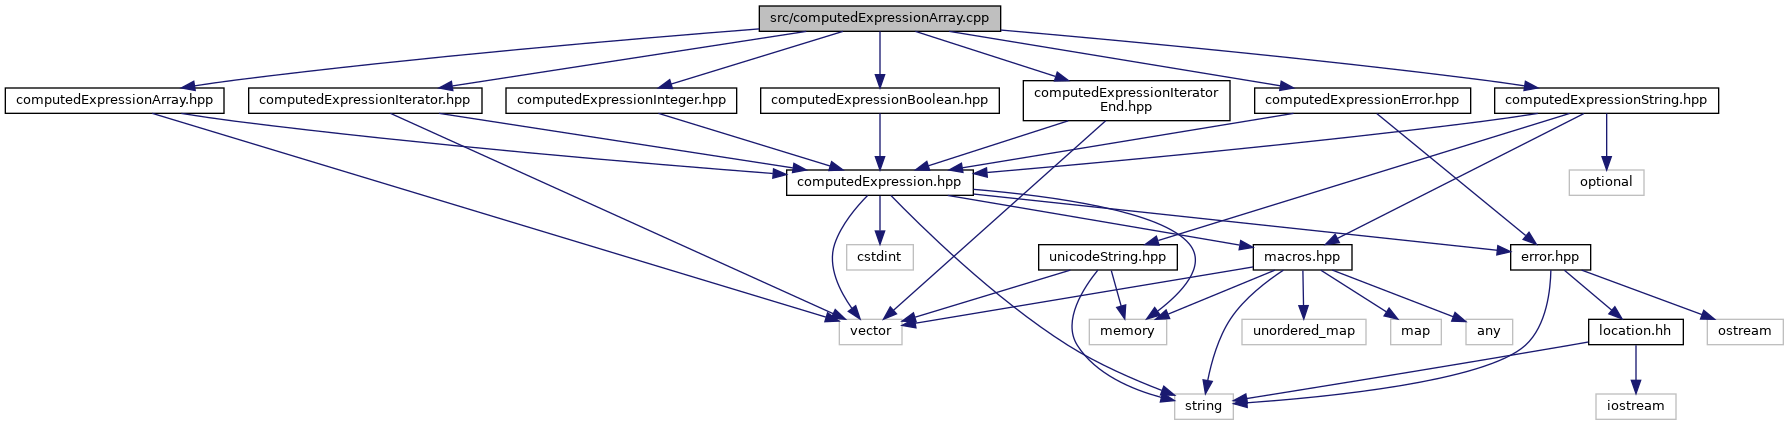 src/computedExpressionArray.cpp
computedExpressionArray.hpp
computedExpressionIterator.hpp
computedExpressionInteger.hpp
computedExpressionBoolean.hpp
computedExpressionIterator
End.hpp
computedExpressionError.hpp
computedExpressionString.hpp
computedExpression.hpp
optional
cstdint
unicodeString.hpp
macros.hpp
error.hpp
vector
memory
unordered_map
map
any
location.hh
ostream
string
iostream